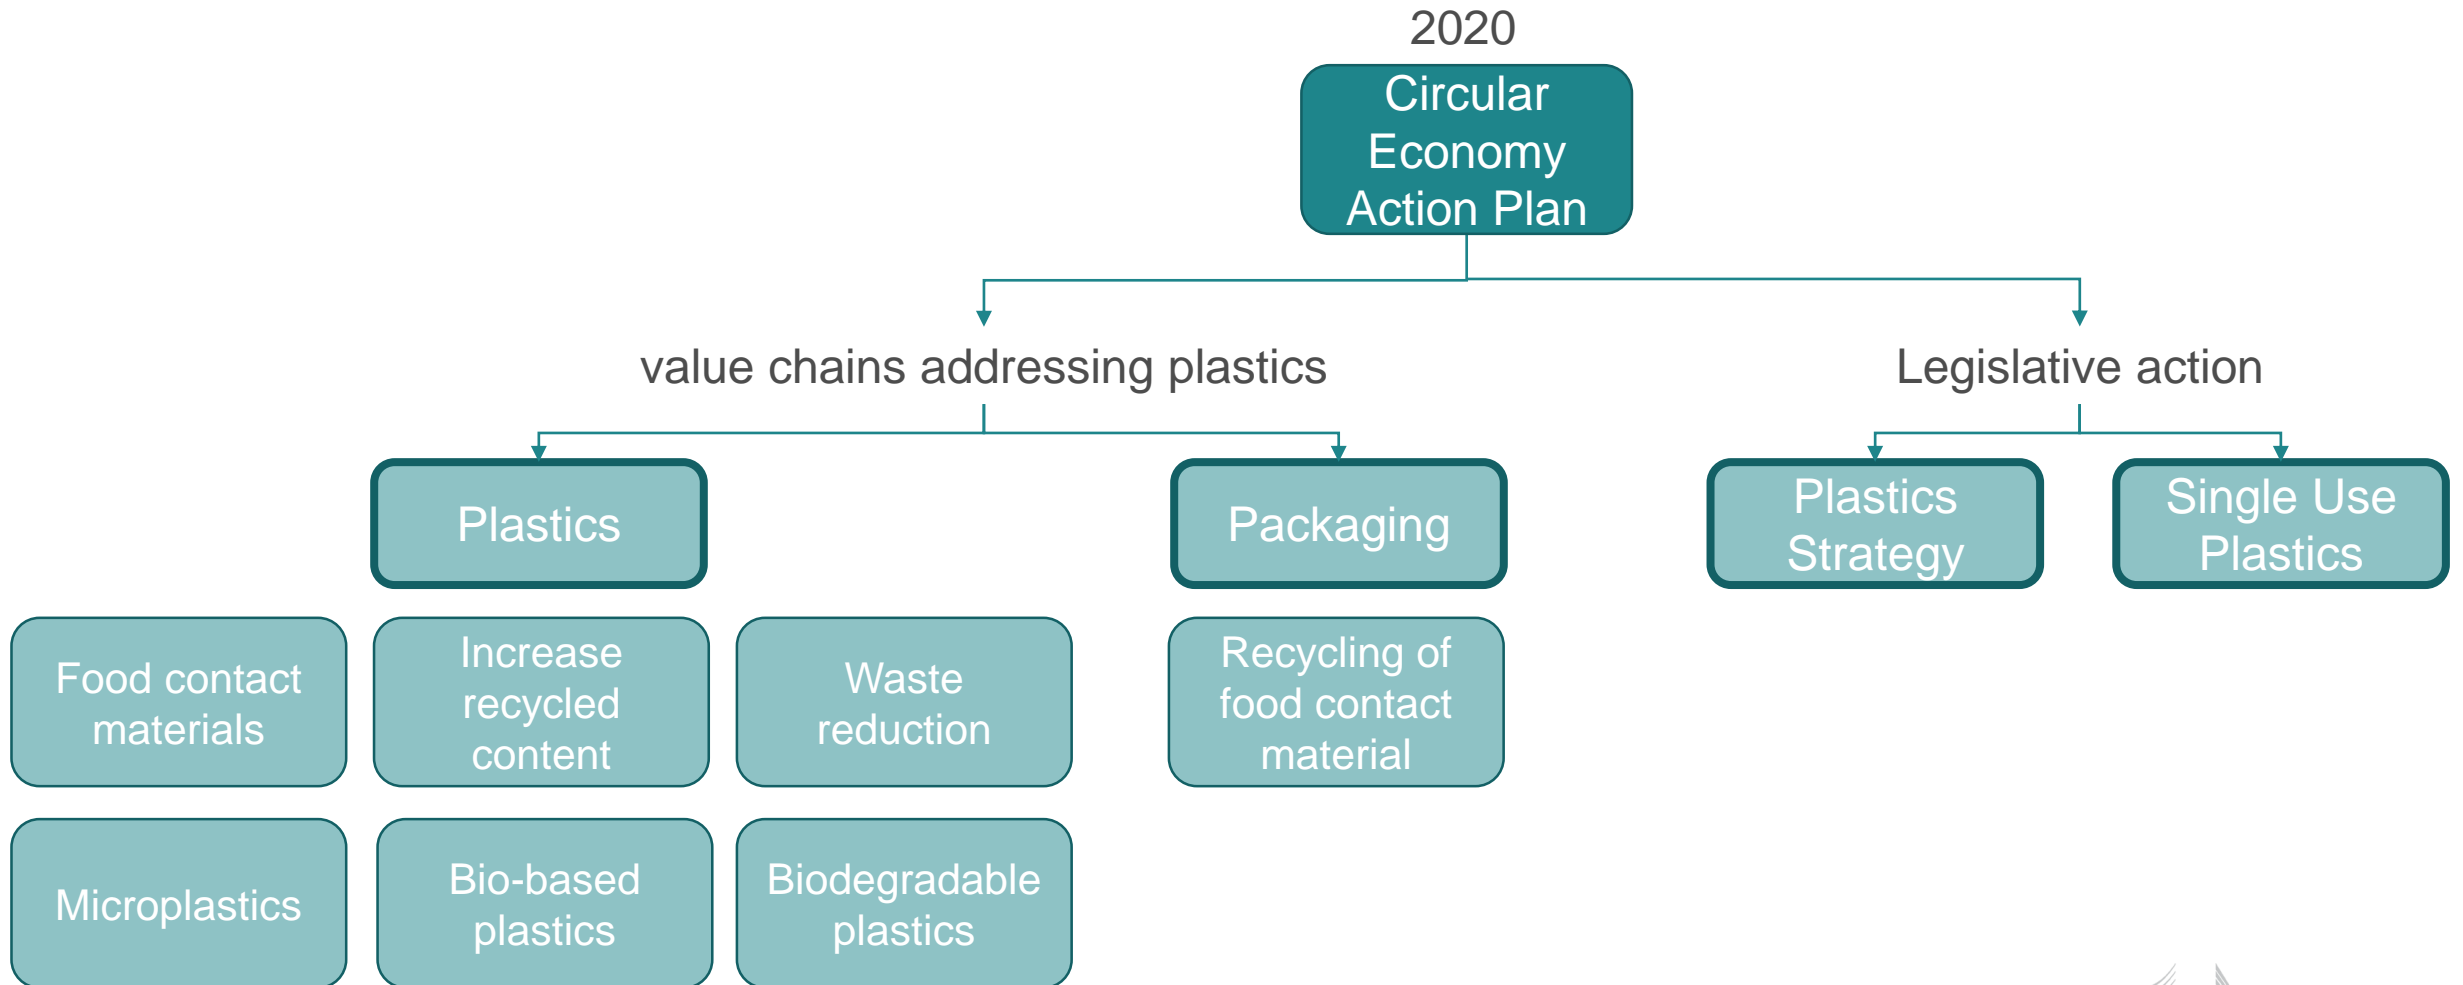 2020
Circular
Economy
Action Plan
value chains addressing plastics
Legislative action
Plastics
Packaging
Plastics
Strategy
Single Use
Plastics
Food contact
materials
Increase
recycled
content
Waste
reduction
Recycling of
food contact
material
Microplastics
Bio-based
plastics
Biodegradable
plastics